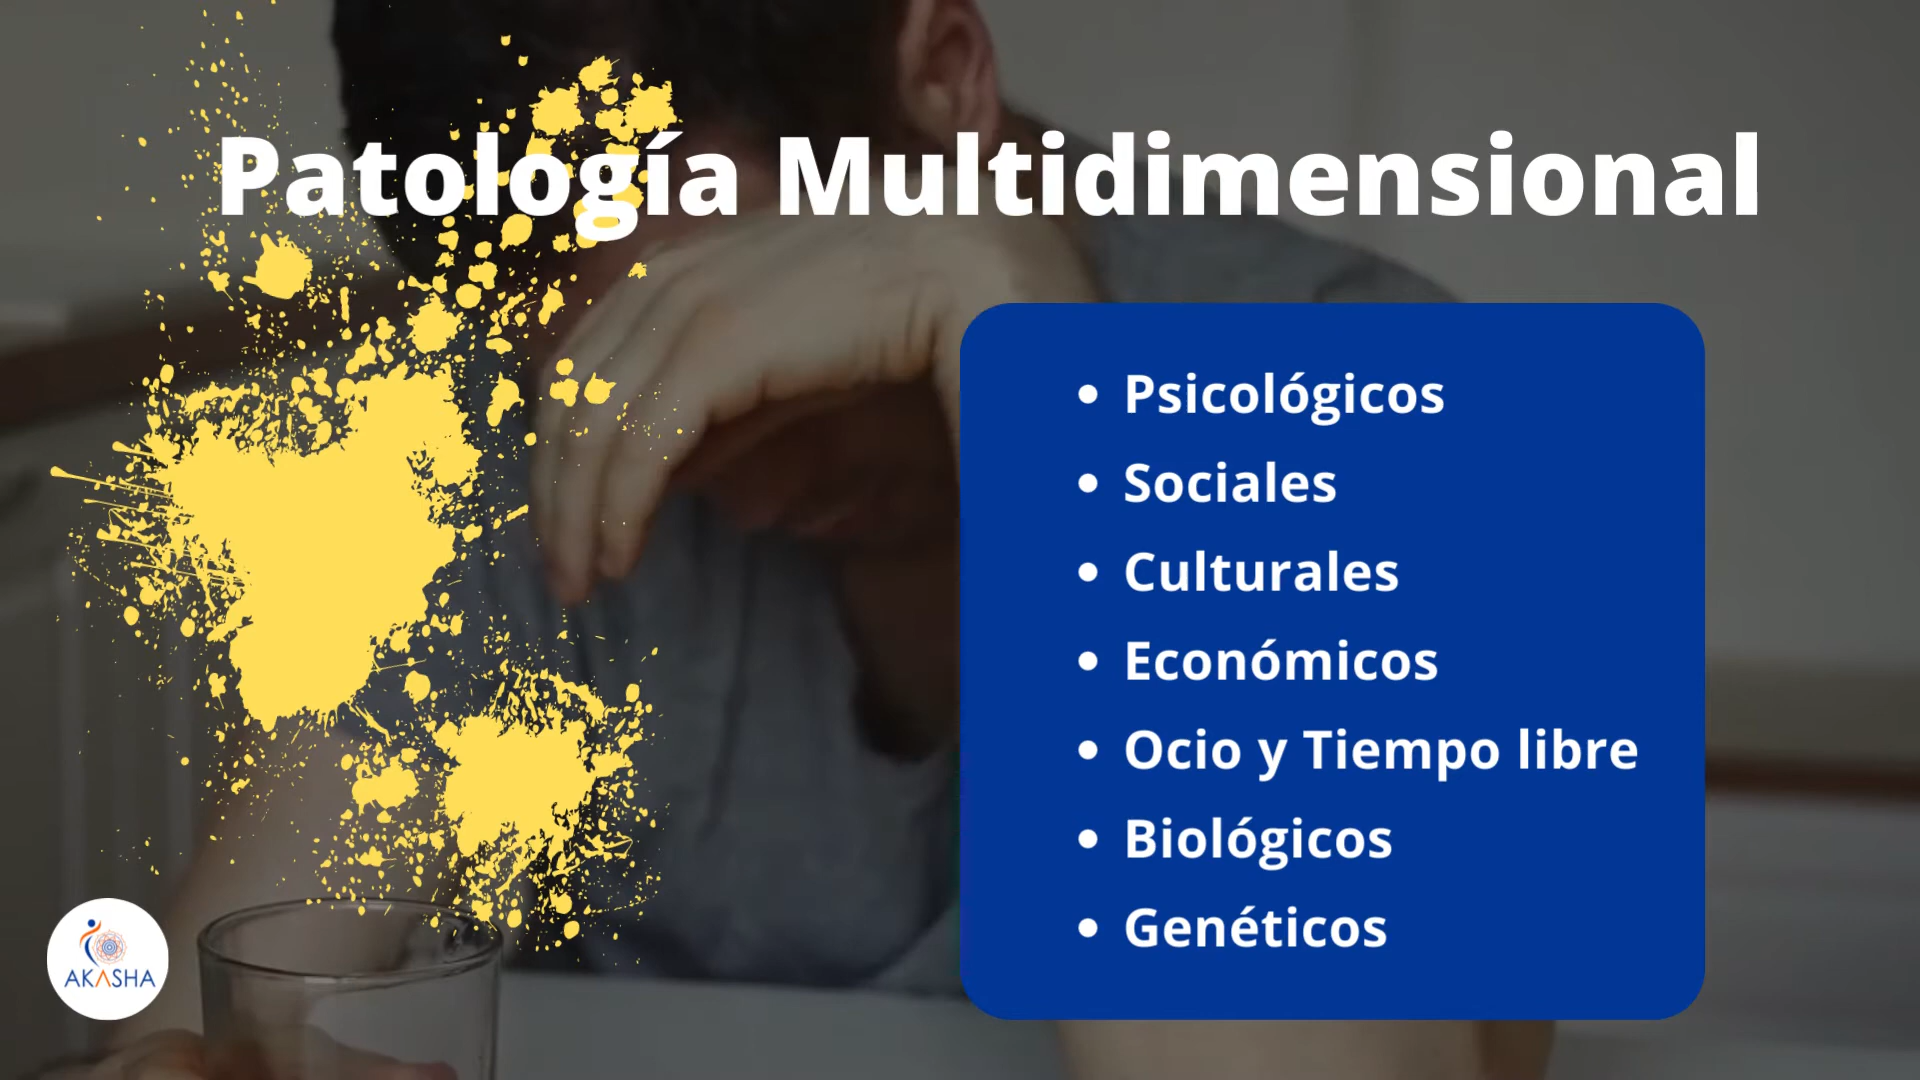 Patología Multidimensional
• Psicológicos
• Sociales
• Culturales
• Económicos
• Ocio y Tiempo libre
• Biológicos
• Genéticos
AKASHA